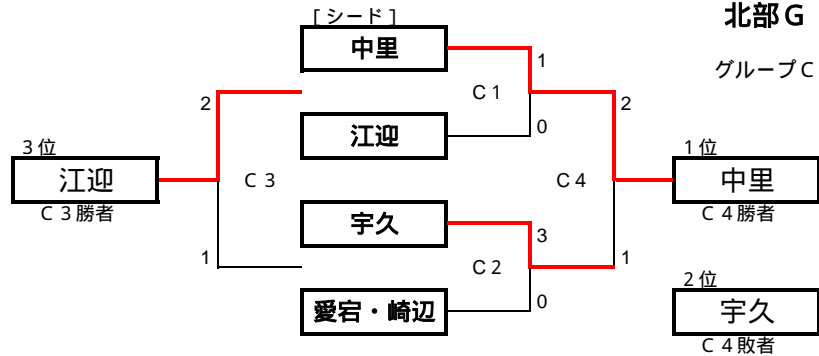 [シード]
北部G
中里
グループC
1
2
C1
2
江迎
0
3位
江迎
C3勝者
C3
C4
1位
中里
C4勝者
宇久
3
1
C2
1
愛宕・崎辺
0
2位
宇久
C4敗者